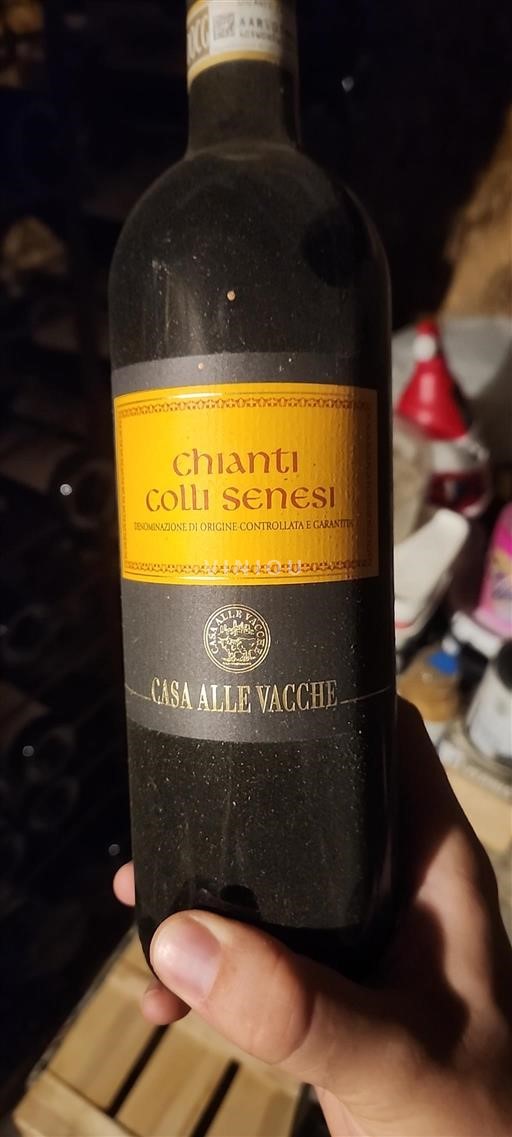 Chianti
Colli Senesi
DENOMINAZIONE DI ORIGINE CONTROLLATA E GARANTITA
CASA ALLE VACCHE
CASA ALLE VACCHE